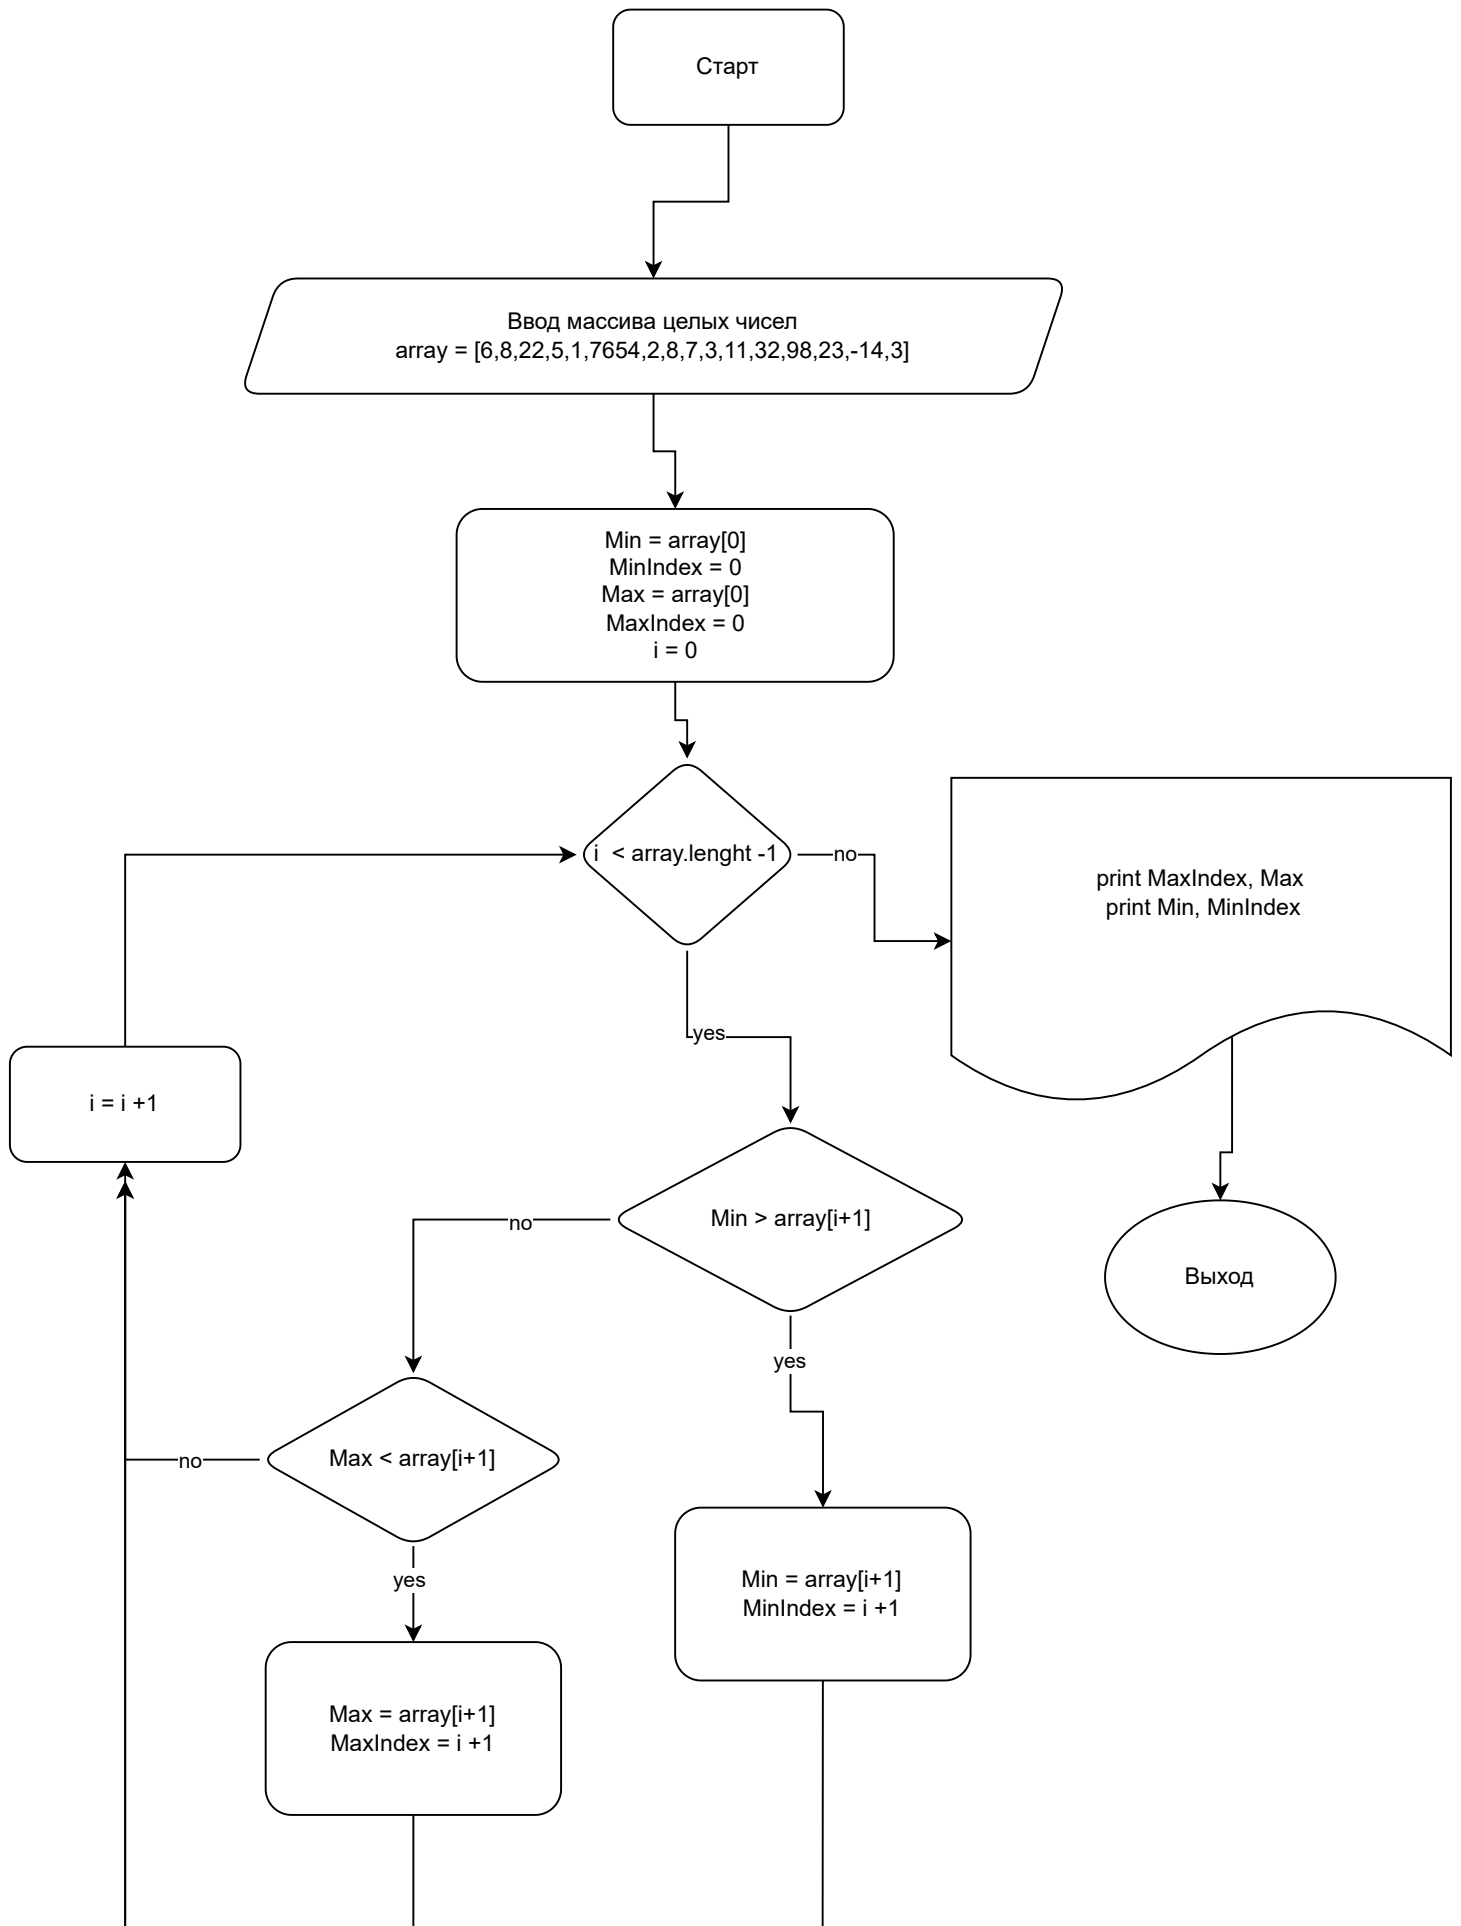 Старт
Ввод массива целых чисел
array = [6,8,22,5,1,7654,2,8,7,3,11,32,98,23,-14,3]
Min = array[0]
MinIndex = 0
Max = array[0]
MaxIndex = 0
i = 0
i  < array.lenght -1
no
print MaxIndex, Max
print Min, MinIndex
yes
i = i +1
Min > array[i+1]
no
Выход
yes
Max < array[i+1]
no
yes
Min = array[i+1]
MinIndex = i +1
Max = array[i+1]
MaxIndex = i +1